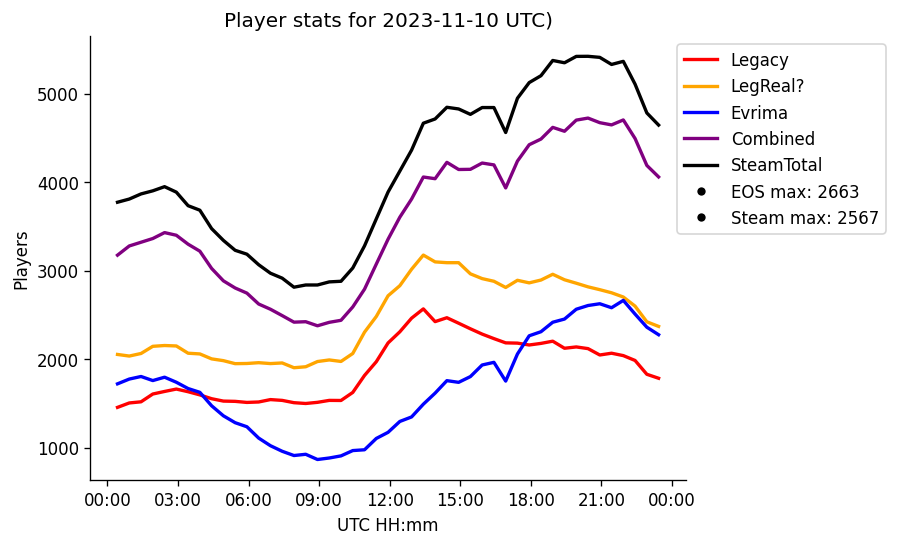 Player stats for 2023-11-10 UTC)
Legacy
LegReal?
Evrima
Combined
SteamTotal
EOS max: 2663
Steam max: 2567
Players
5000
4000
3000
2000
1000
00:00 03:00 06:00 09:00 12:00 15:00 18:00 21:00 00:00
UTC HH:mm